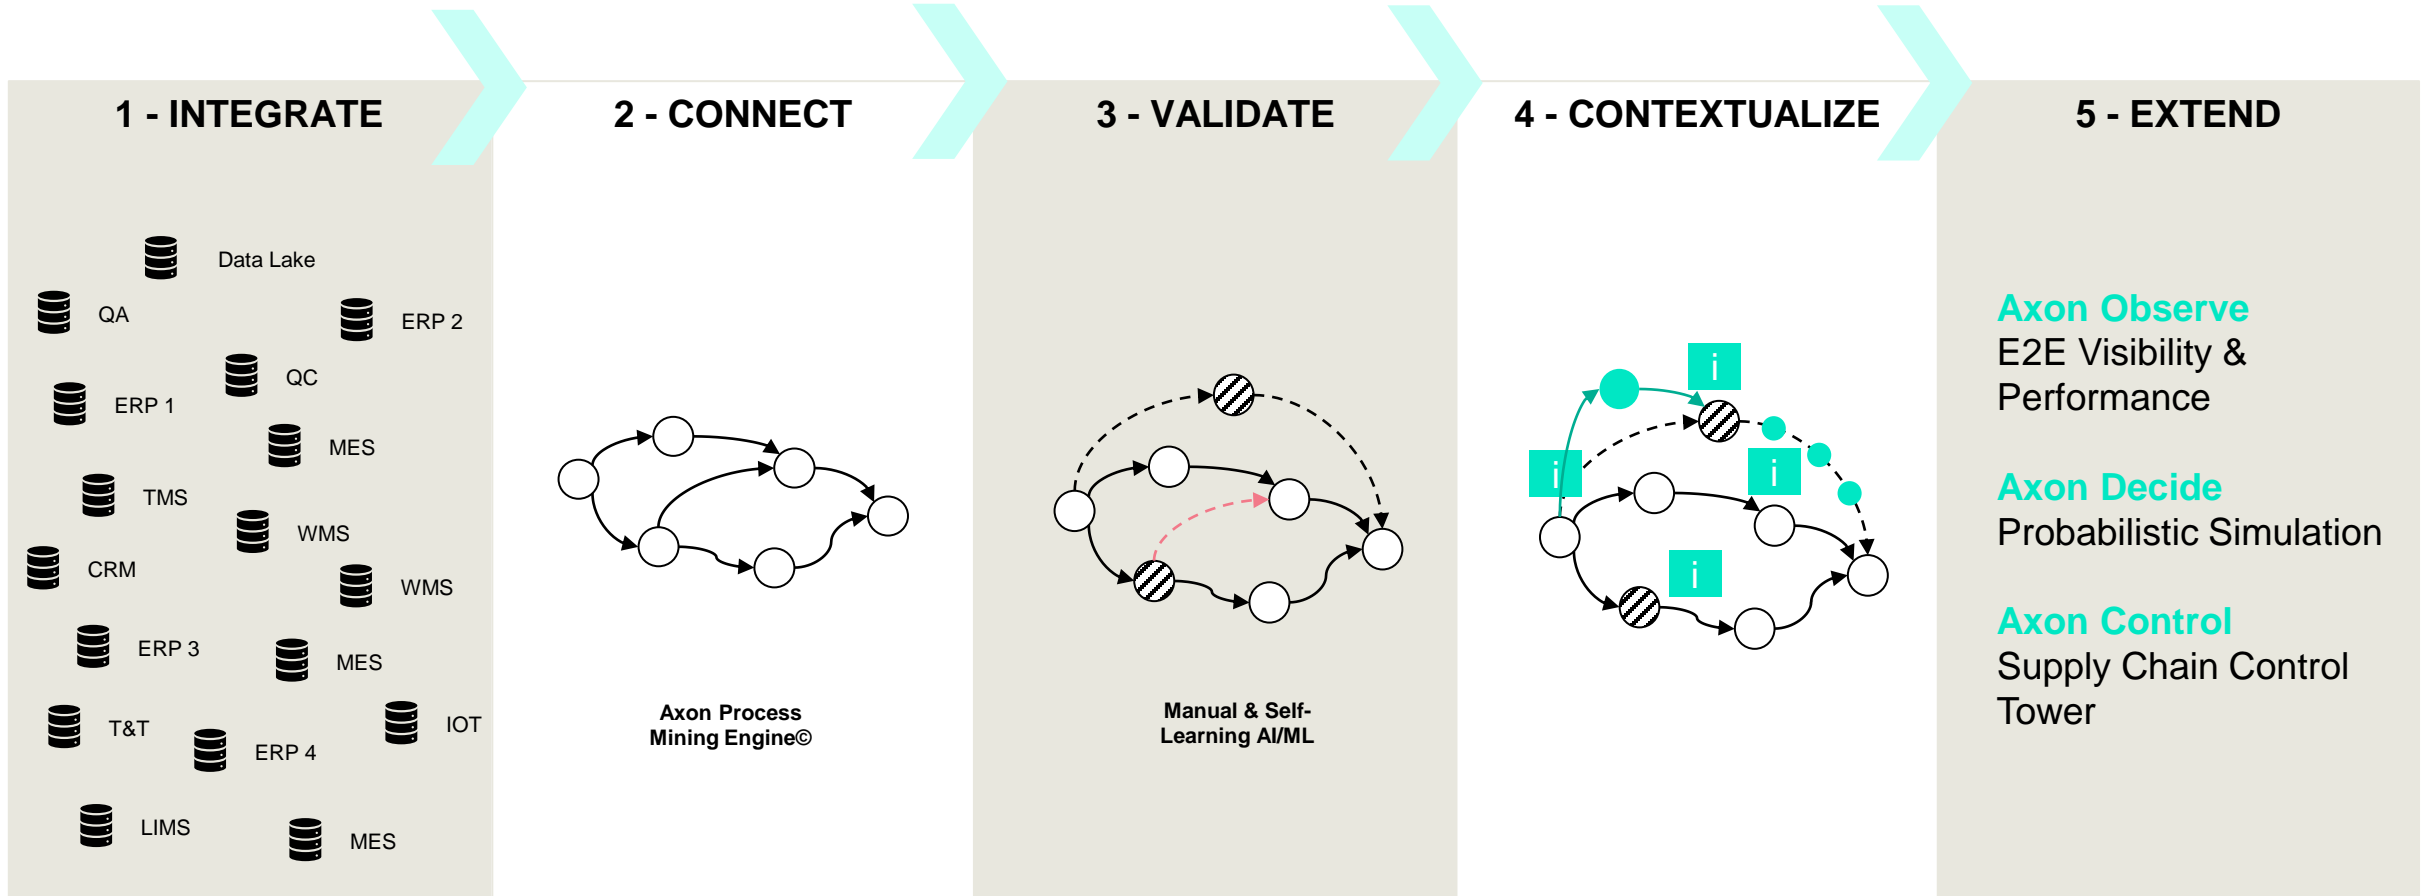 1 - INTEGRATE
2 - CONNECT
3 - VALIDATE
4 - CONTEXTUALIZE
5 - EXTEND
Data Lake
QA
ERP 2
QC
ERP 1
MES
TMS
WMS
CRM
WMS
ERP 3
MES
T&T
IOT
ERP 4
LIMS
MES
Axon Process
Mining Engine©
Manual & Self-
Learning AI/ML
i
i
i
i
Axon Observe
E2E Visibility &
Performance
Axon Decide
Probabilistic Simulation
Axon Control
Supply Chain Control
Tower